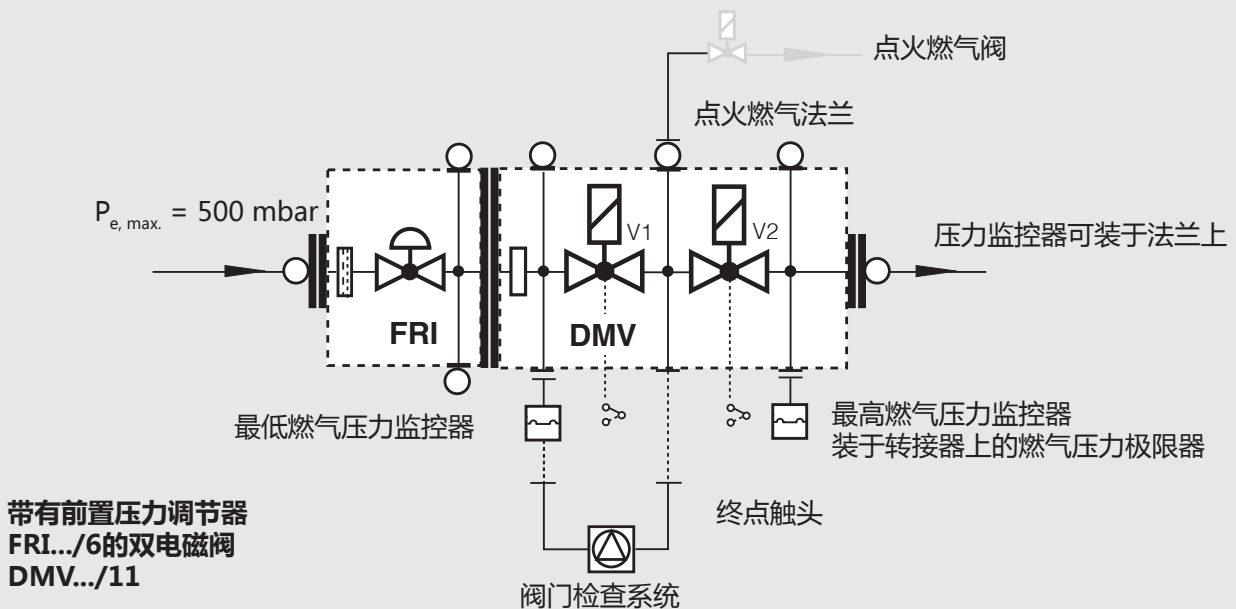 点火燃气阀
点火燃气法兰
Pe, max. = 500 mbar
V1
V2
压力监控器可装于法兰上
FRI
DMV
最低燃气压力监控器
最高燃气压力监控器
装于转接器上的燃气压力极限器
终点触头
带有前置压力调节器
FRI.../6的双电磁阀
DMV.../11
阀门检查系统